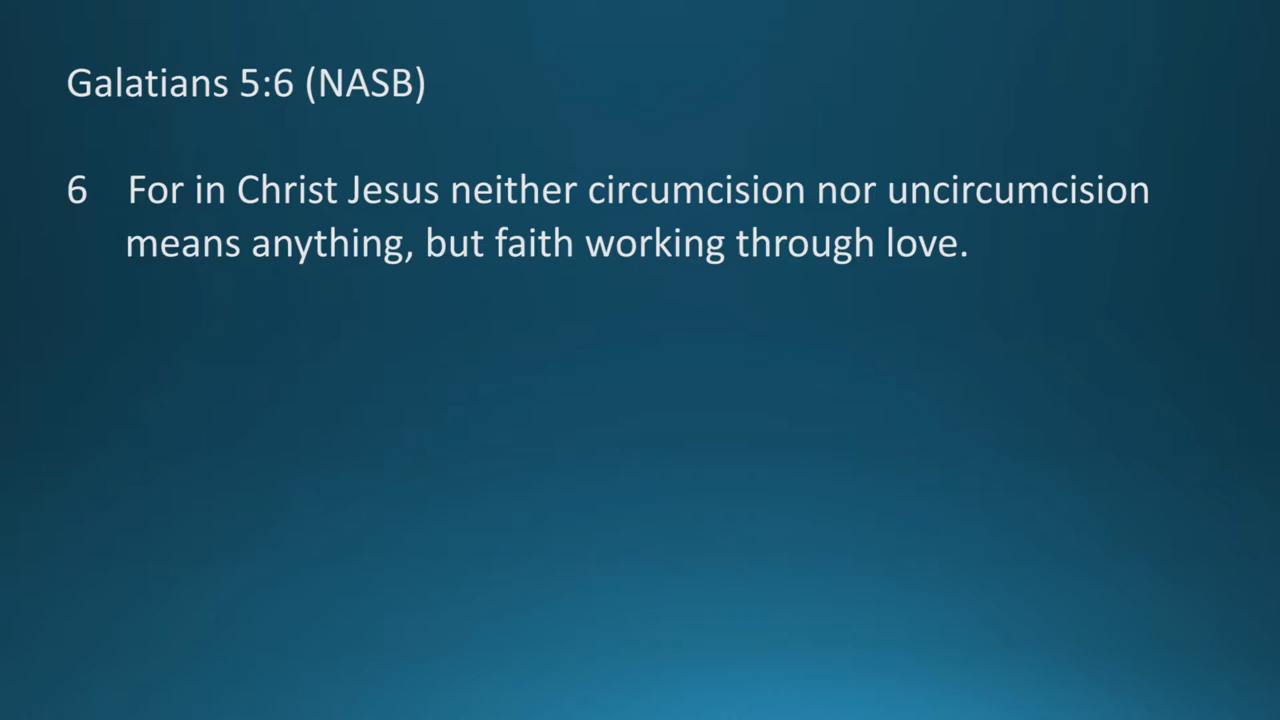 Galatians 5:6 (NASB)
6 For in Christ Jesus neither circumcision nor uncircumcision
means anything, but faith working through love.